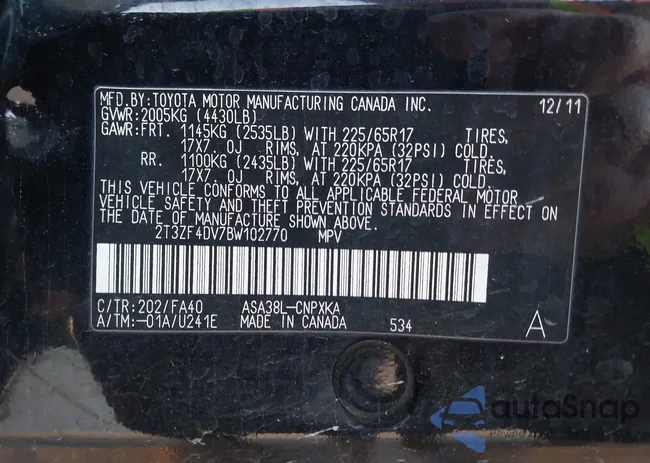 MFD.BY:TOYOTA MOTOR MANUFACTURING CANADA INC. 12/11
GVWR:2005KG (4430LB)
GAWR:FRT. 1145KG (2535LB) WITH 225/65R17 TIRES,
17X7.0J RIMS, AT 220KPA (32PSI) COLD.
RR. 1100KG (2435LB) WITH 225/65R17 TIRES,
17X7.0J RIMS, AT 220KPA (32PSI) COLD.
THIS VEHICLE CONFORMS TO ALL APPLICABLE FEDERAL MOTOR
VEHICLE SAFETY AND THEFT PREVENTION STANDARDS IN EFFECT ON
THE DATE OF MANUFACTURE SHOWN ABOVE.
2T3ZF4DV7BW102770 MPV
C/TR:202/FA40 ASA38L-CNPXKA
A/TM:-01A/U241E MADE IN CANADA 534 A
autoSnap